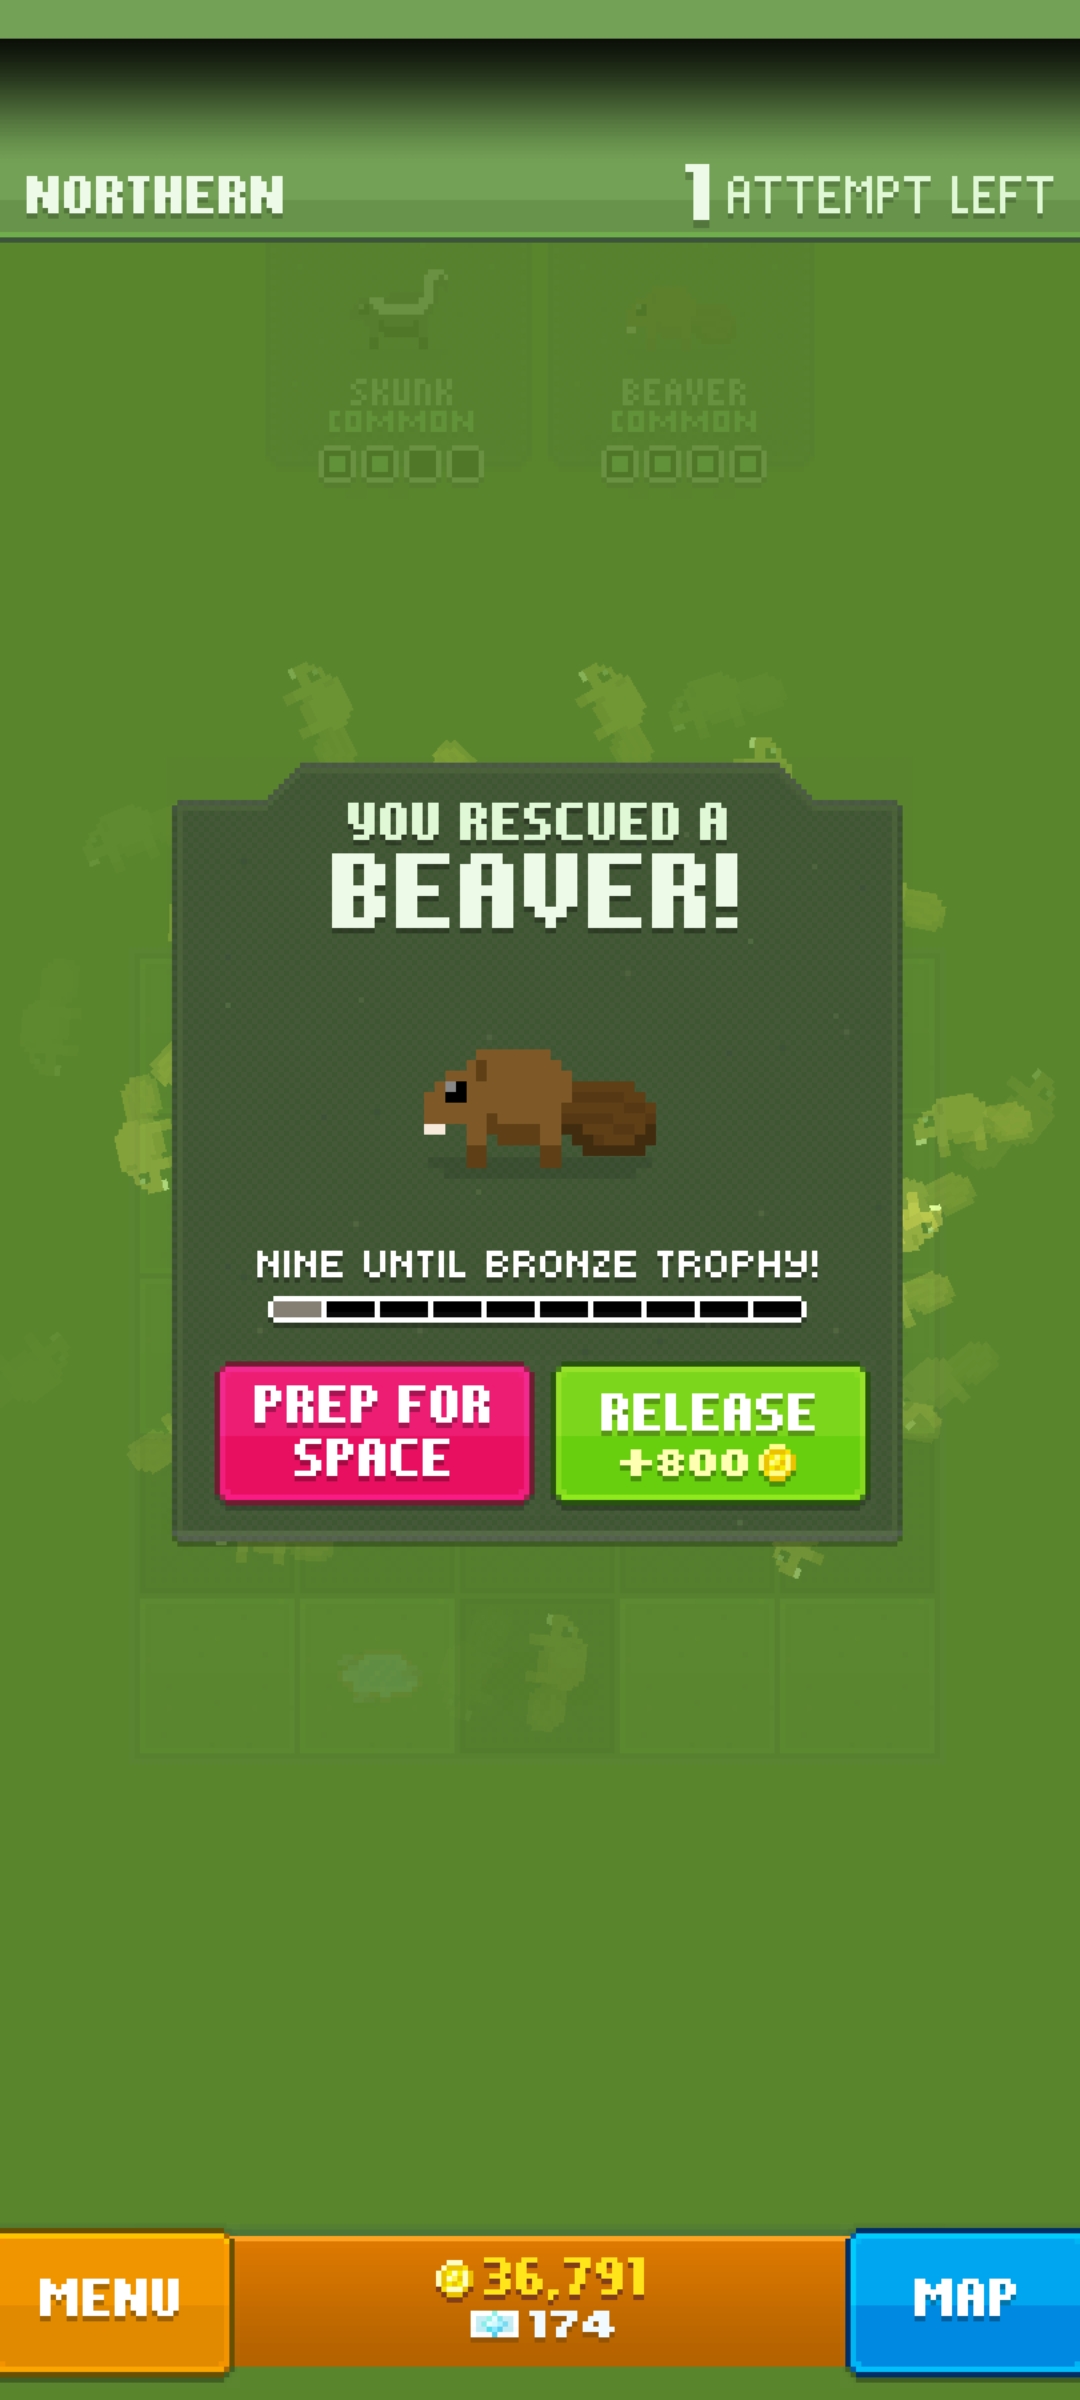 NORTHERN
1 ATTEMPT LEFT
SKUNK
COMMON
BEAVER
COMMON
YOU RESCUED A
BEAVER!
NINE UNTIL BRONZE TROPHY!
PREP FOR
SPACE
RELEASE
+800
MENU
36,791
174
MAP